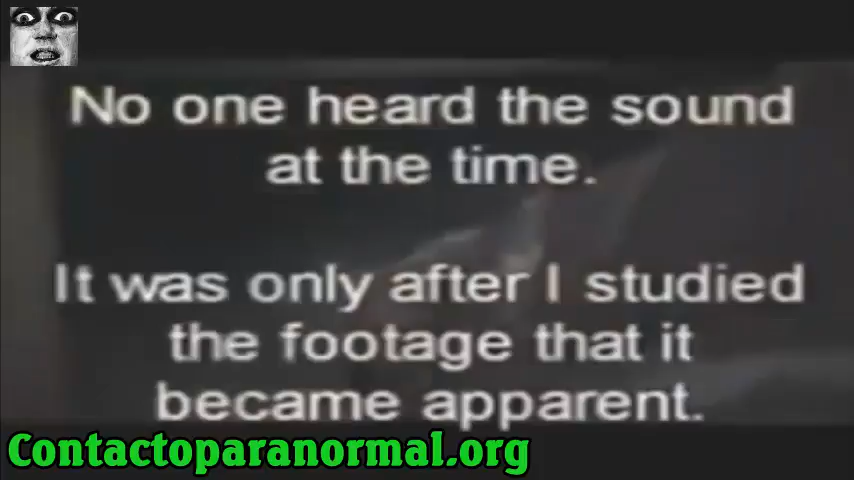 No one heard the sound
at the time.
It was only after I studied
the footage that it
became apparent.
Contactoparanormal.org